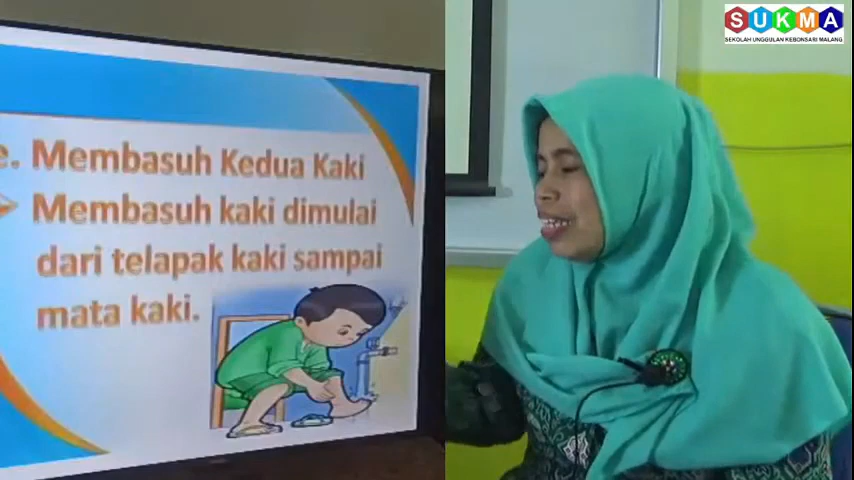 e. Membasuh Kedua Kaki
Membasuh kaki dimulai
dari telapak kaki sampai
mata kaki.
SUKMA
SEKOLAH UNGGULAN KEBONSARI MALANG